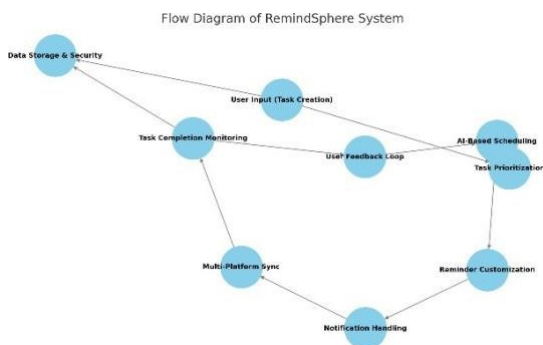 Flow Diagram of RemindSphere System
Data Storage & Security
User Input (Task Creation)
Task Completion Monitoring
AI-Based Scheduling
User Feedback Loop
Task Prioritization
Multi-Platform Sync
Reminder Customization
Notification Handling